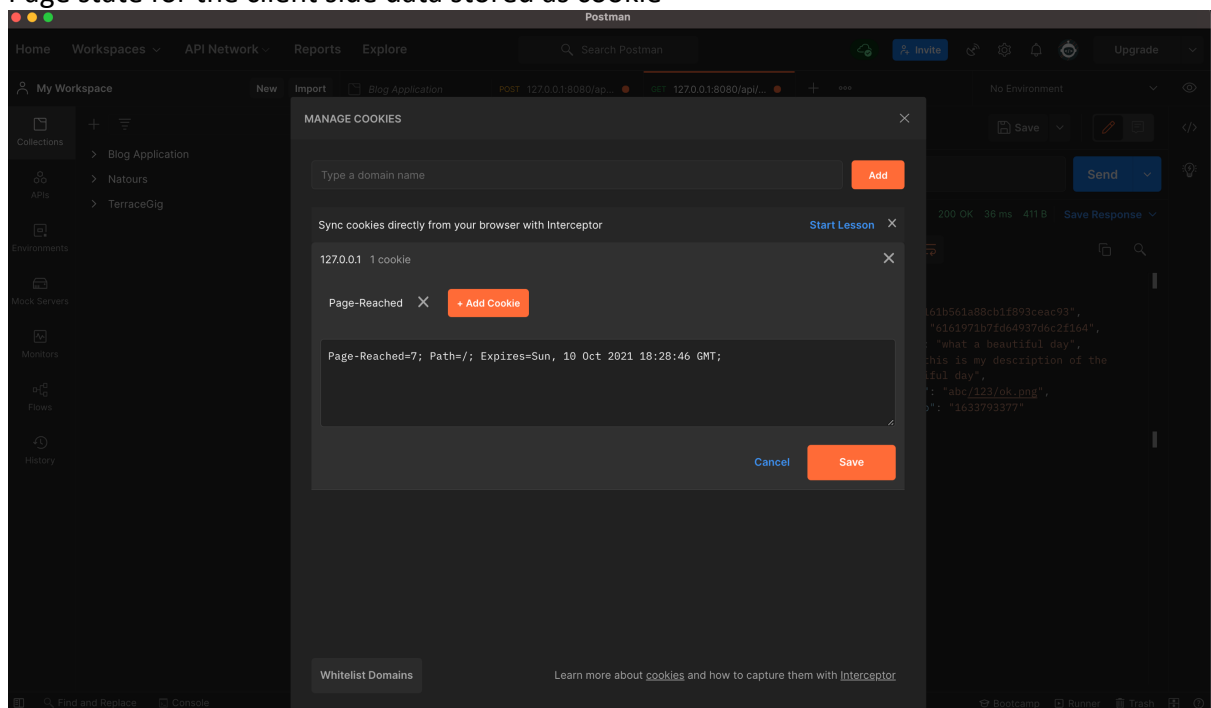 Page state for the client side data stored as cookie
Postman
Home Workspaces API Network Reports Explore Search Postman Invite Upgrade
My Workspace New Import Blog Application POST 127.0.0.1:8080/ap... GET 127.0.0.1:8080/api/... No Environment
MANAGE COOKIES
Save
Collections
Blog Application
Type a domain name Add
Send
Natours
APIs
TerraceGig
200 OK 36 ms 411 B Save Response
Sync cookies directly from your browser with Interceptor Start Lesson
Environments
127.0.0.1 1 cookie
Mock Servers
Page-Reached + Add Cookie
"6161971b7fd64937d6c2f164",
"what a beautiful day",
Monitors
Page-Reached=7; Path=/; Expires=Sun, 10 Oct 2021 18:28:46 GMT;
this is my description of the
iful day",
": "abc/123/ok.png",
Flows
": "1633793377"
History
Cancel Save
Whitelist Domains Learn more about cookies and how to capture them with Interceptor
Find and Replace Console Bootcamp Runner Trash